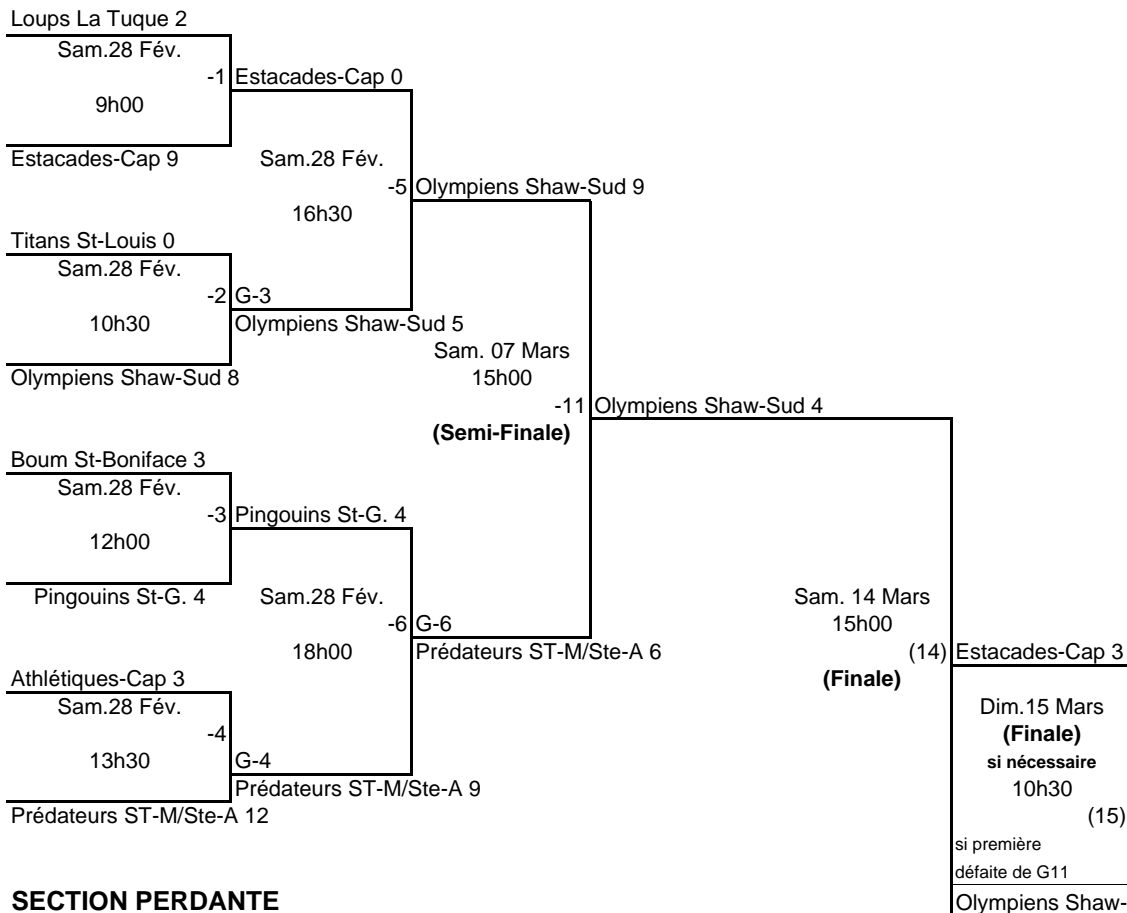 Loups La Tuque 2
Sam.28 Fév.
-1 Estacades-Cap 0
9h00
Estacades-Cap 9
Sam.28 Fév.
-5 Olympiens Shaw-Sud 9
16h30
Titans St-Louis 0
Sam.28 Fév.
-2 G-3
10h30
Olympiens Shaw-Sud 5
Sam. 07 Mars
Olympiens Shaw-Sud 8
15h00
-11 Olympiens Shaw-Sud 4
(Semi-Finale)
Boum St-Boniface 3
Sam.28 Fév.
-3 Pingouins St-G. 4
12h00
Pingouins St-G. 4
Sam.28 Fév.
Sam. 14 Mars
-6 G-6
15h00
18h00
Prédateurs ST-M/Ste-A 6
(14) Estacades-Cap 3
Athlétiques-Cap 3
(Finale)
Sam.28 Fév.
Dim.15 Mars
-4
(Finale)
13h30
G-4
si nécessaire
Prédateurs ST-M/Ste-A 9
10h30
Prédateurs ST-M/Ste-A 12
(15)
si première
défaite de G11
SECTION PERDANTE
Olympiens Shaw-